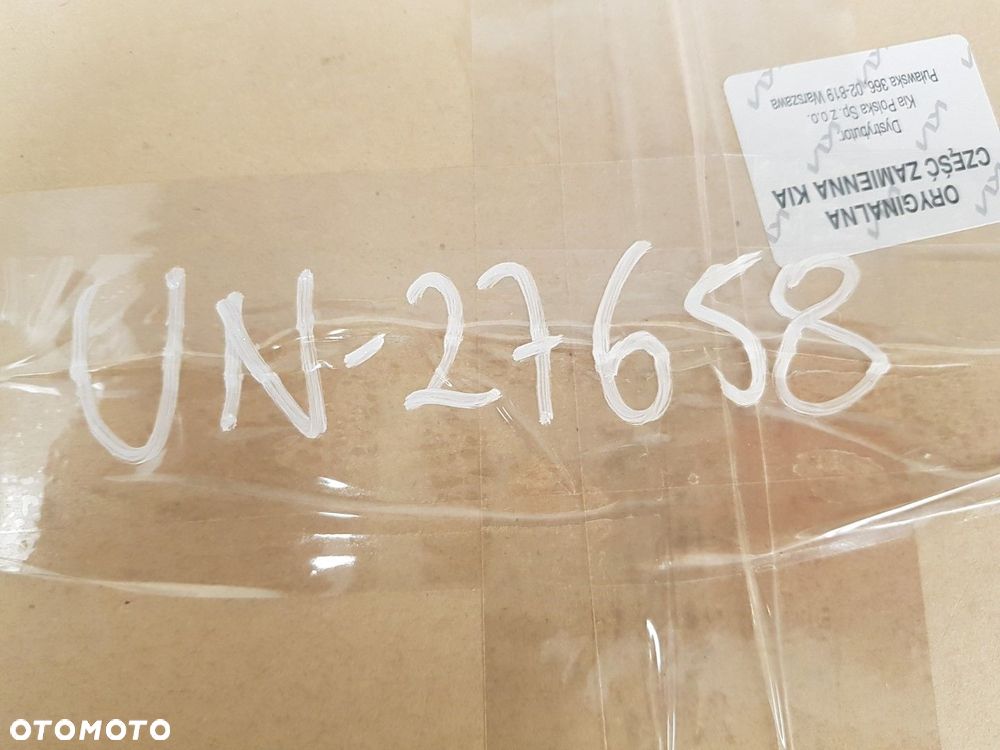 ORYGINALNA
CZĘŚĆ ZAMIENNA KIA
Dystrybutor
Kia Polska Sp. z o.o.
Puławska 366, 02-819 Warszawa
UN-27658
OTOMOTO